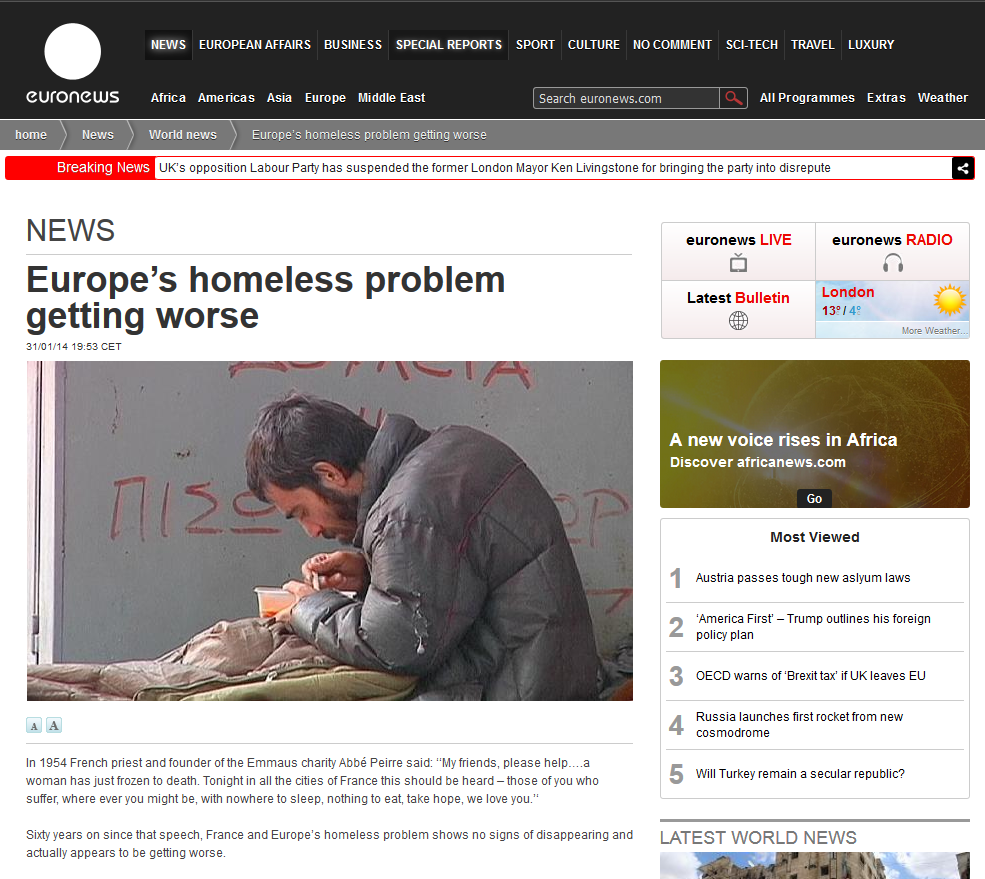 NEWS EUROPEAN AFFAIRS BUSINESS SPECIAL REPORTS SPORT CULTURE NO COMMENT SCI-TECH TRAVEL LUXURY
euronews
Africa Americas Asia Europe Middle East
Search euronews.com
All Programmes Extras Weather
home News World news Europe’s homeless problem getting worse
Breaking News UK's opposition Labour Party has suspended the former London Mayor Ken Livingstone for bringing the party into disrepute
NEWS
Europe’s homeless problem
getting worse
31/01/14 19:53 CET
ΠΙΣΩ
A A
In 1954 French priest and founder of the Emmaus charity Abbé Peirre said: ‘‘My friends, please help….a
woman has just frozen to death. Tonight in all the cities of France this should be heard – those of you who
suffer, where ever you might be, with nowhere to sleep, nothing to eat, take hope, we love you.’‘
Sixty years on since that speech, France and Europe’s homeless problem shows no signs of disappearing and
actually appears to be getting worse.
euronews LIVE
euronews RADIO
Latest Bulletin
London
13° / 4°
More Weather...
A new voice rises in Africa
Discover africanews.com
Go
Most Viewed
1 Austria passes tough new aslyum laws
2 ‘America First’ – Trump outlines his foreign
policy plan
3 OECD warns of ‘Brexit tax’ if UK leaves EU
4 Russia launches first rocket from new
cosmodrome
5 Will Turkey remain a secular republic?
LATEST WORLD NEWS